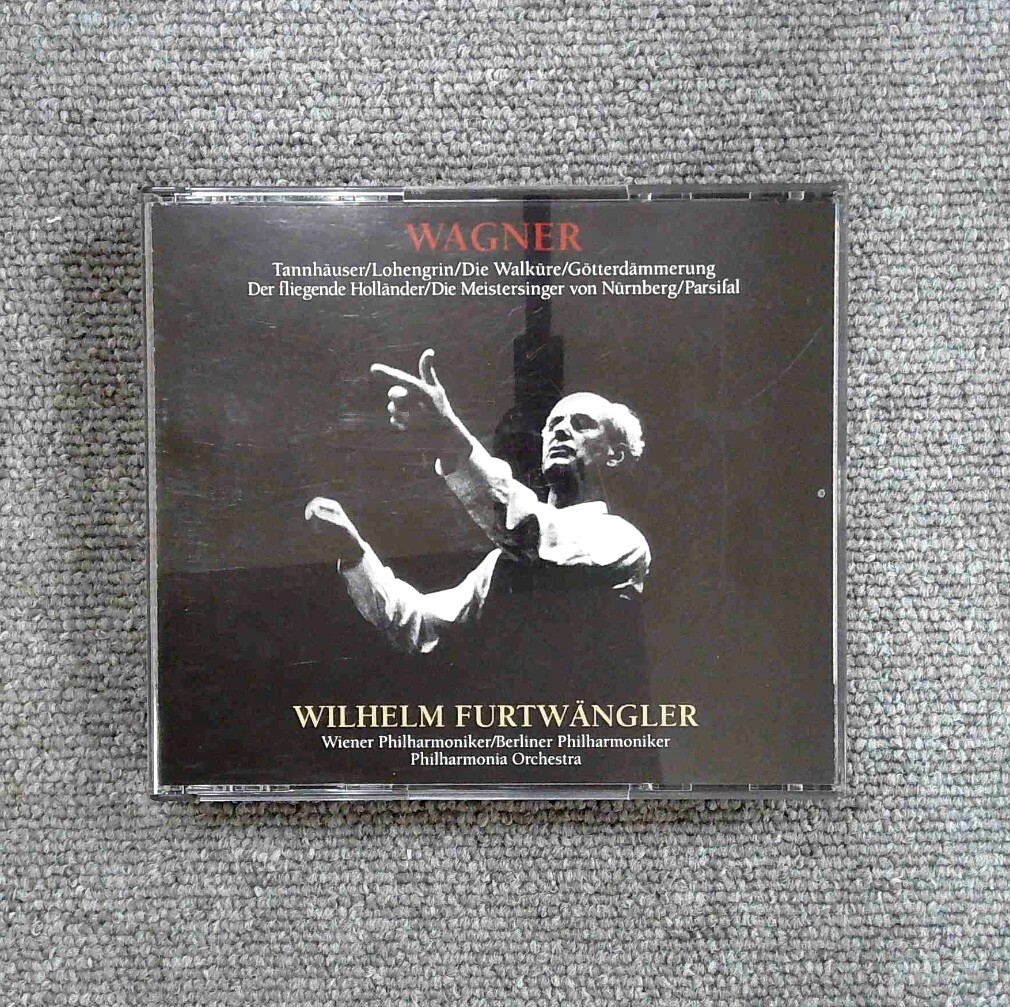 WAGNER
Tannhäuser/Lohengrin/Die Walküre/Götterdämmerung
Der fliegende Holländer/Die Meistersinger von Nürnberg/Parsifal
WILHELM FURTWÄNGLER
Wiener Philharmoniker/Berliner Philharmoniker
Philharmonia Orchestra